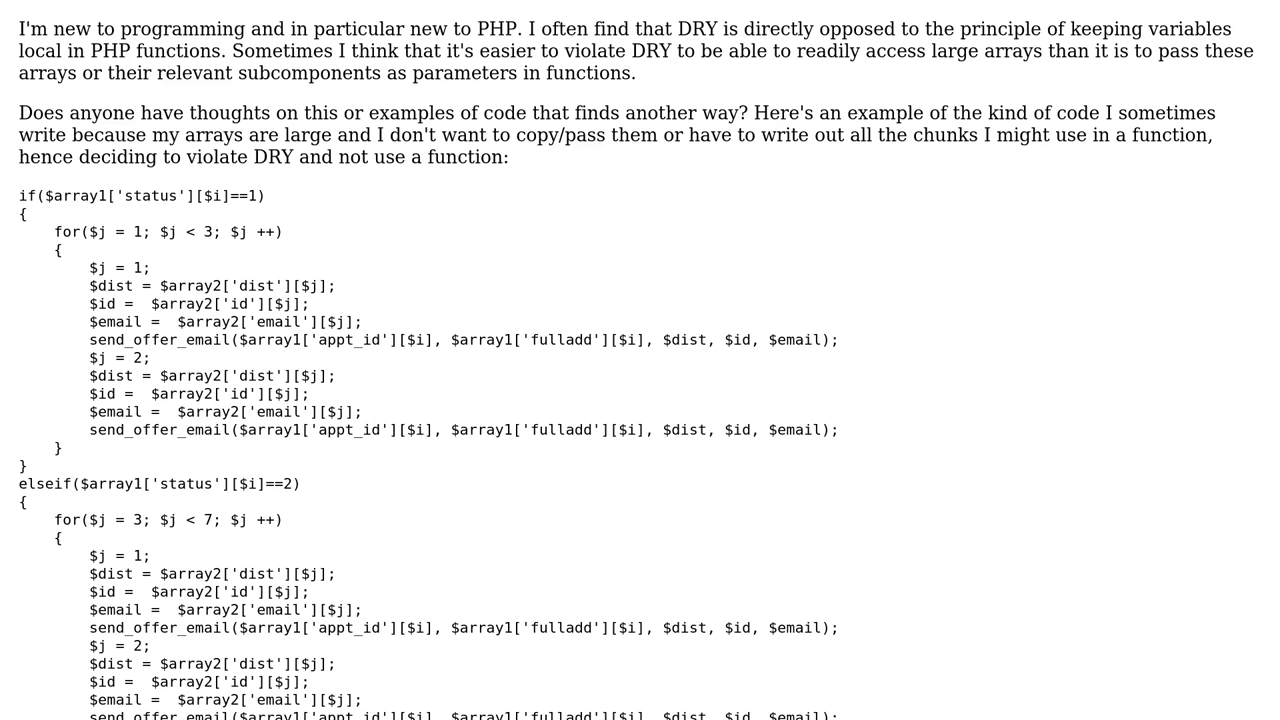 I'm new to programming and in particular new to PHP. I often find that DRY is directly opposed to the principle of keeping variables
local in PHP functions. Sometimes I think that it's easier to violate DRY to be able to readily access large arrays than it is to pass these
arrays or their relevant subcomponents as parameters in functions.
Does anyone have thoughts on this or examples of code that finds another way? Here's an example of the kind of code I sometimes
write because my arrays are large and I don't want to copy/pass them or have to write out all the chunks I might use in a function,
hence deciding to violate DRY and not use a function:
if($array1['status'][$i]==1)
{
    for($j = 1; $j < 3; $j ++)
    {
        $j = 1;
        $dist = $array2['dist'][$j];
        $id =  $array2['id'][$j];
        $email =  $array2['email'][$j];
        send_offer_email($array1['appt_id'][$i], $array1['fulladd'][$i], $dist, $id, $email);
        $j = 2;
        $dist = $array2['dist'][$j];
        $id =  $array2['id'][$j];
        $email =  $array2['email'][$j];
        send_offer_email($array1['appt_id'][$i], $array1['fulladd'][$i], $dist, $id, $email);
    }
}
elseif($array1['status'][$i]==2)
{
    for($j = 3; $j < 7; $j ++)
    {
        $j = 1;
        $dist = $array2['dist'][$j];
        $id =  $array2['id'][$j];
        $email =  $array2['email'][$j];
        send_offer_email($array1['appt_id'][$i], $array1['fulladd'][$i], $dist, $id, $email);
        $j = 2;
        $dist = $array2['dist'][$j];
        $id =  $array2['id'][$j];
        $email =  $array2['email'][$j];
        send_offer_email($array1['appt_id'][$i], $array1['fulladd'][$i], $dist, $id, $email);